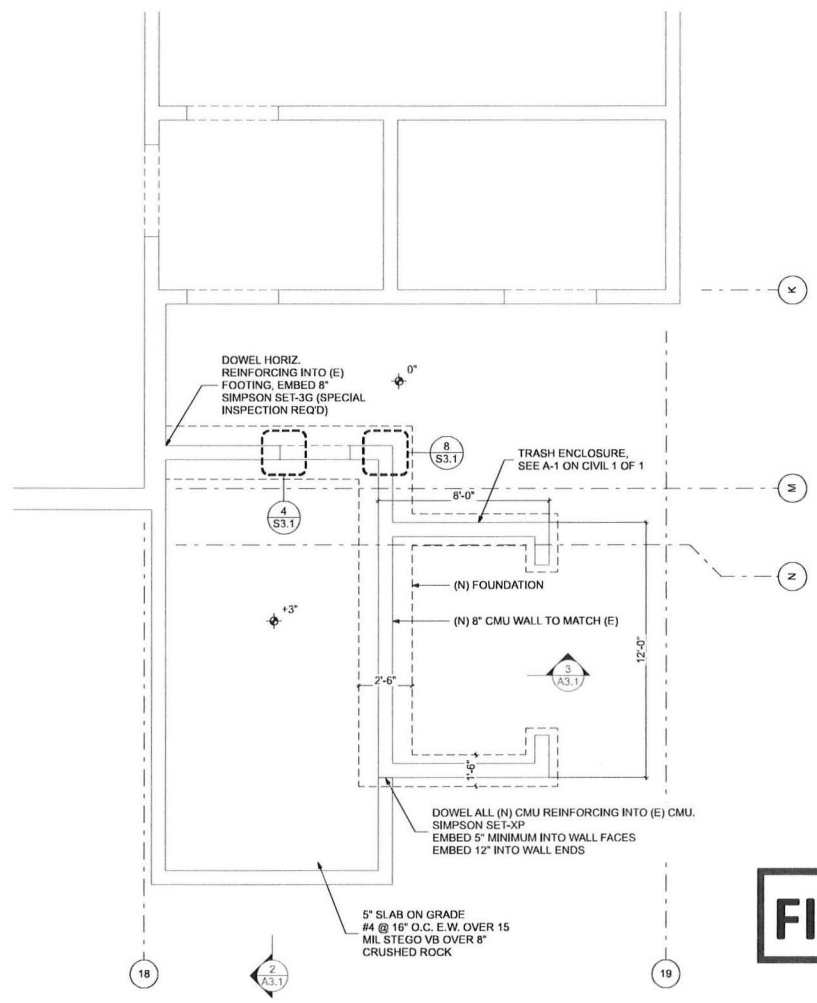 K
DOWEL HORIZ.
REINFORCING INTO (E)
FOOTING, EMBED 8"
SIMPSON SET-3G (SPECIAL
INSPECTION REQ'D)
0"
8
S3.1
TRASH ENCLOSURE,
SEE A-1 ON CIVIL 1 OF 1
4
S3.1
8'-0"
M
N
(N) FOUNDATION
+3"
(N) 8" CMU WALL TO MATCH (E)
12'-0"
2'-6"
3
A3.1
1'-6"
DOWEL ALL (N) CMU REINFORCING INTO (E) CMU.
SIMPSON SET-XP
EMBED 5" MINIMUM INTO WALL FACES
EMBED 12" INTO WALL ENDS
5" SLAB ON GRADE
#4 @ 16" O.C. E.W. OVER 15
MIL STEGO VB OVER 8"
CRUSHED ROCK
FI
18
2
A3.1
19